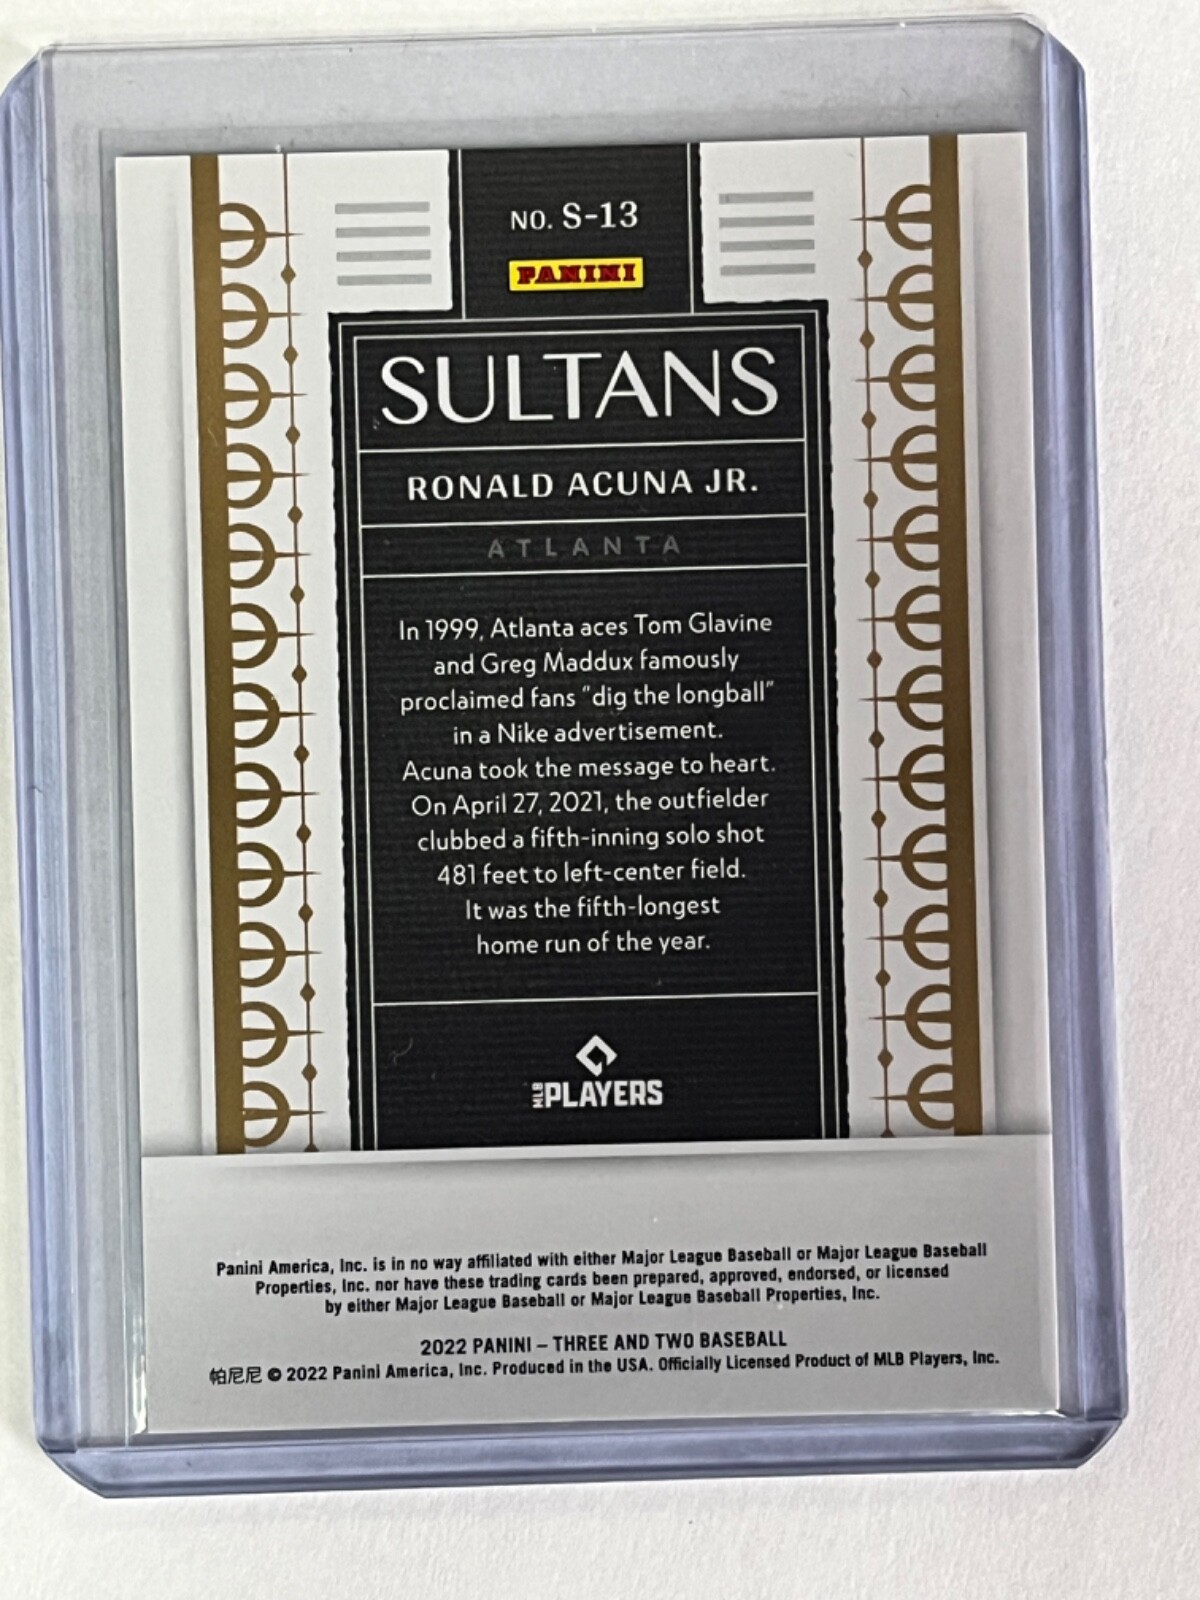 NO. S-13
PANINI
SULTANS
RONALD ACUNA JR.
ATLANTA
In 1999, Atlanta aces Tom Glavine
and Greg Maddux famously
proclaimed fans "dig the longball"
in a Nike advertisement.
Acuna took the message to heart.
On April 27, 2021, the outfielder
clubbed a fifth-inning solo shot
481 feet to left-center field.
It was the fifth-longest
home run of the year.
MLB PLAYERS
Panini America, Inc. is in no way affiliated with either Major League Baseball or Major League Baseball
Properties, Inc. nor have these trading cards been prepared, approved, endorsed, or licensed
by either Major League Baseball or Major League Baseball Properties, Inc.
2022 PANINI – THREE AND TWO BASEBALL
帕尼尼 © 2022 Panini America, Inc. Produced in the USA. Officially Licensed Product of MLB Players, Inc.